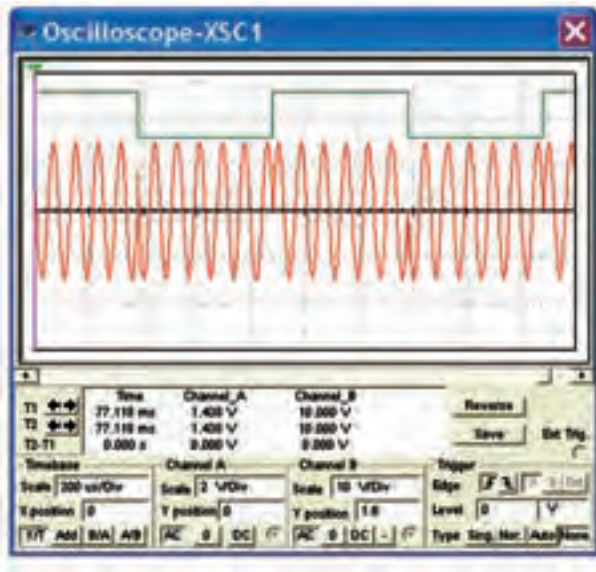 Oscilloscope-XSC1
Time Channel_A Channel_B
T1 77.118 ms 1.408 V 10.000 V
T2 77.118 ms 1.408 V 10.000 V
T2-T1 0.000 s 0.000 V 0.000 V
Reverse
Save
Ext Trig.
Timebase Channel A Channel B Trigger
Scale 200 us/Div Scale 2 V/Div Scale 10 V/Div Edge
X position 0 Y position 0 Y position 1.0 Level 0 V
Y/T Add B/A A/B AC 0 DC AC 0 DC - Type Sing. Nor. Auto None